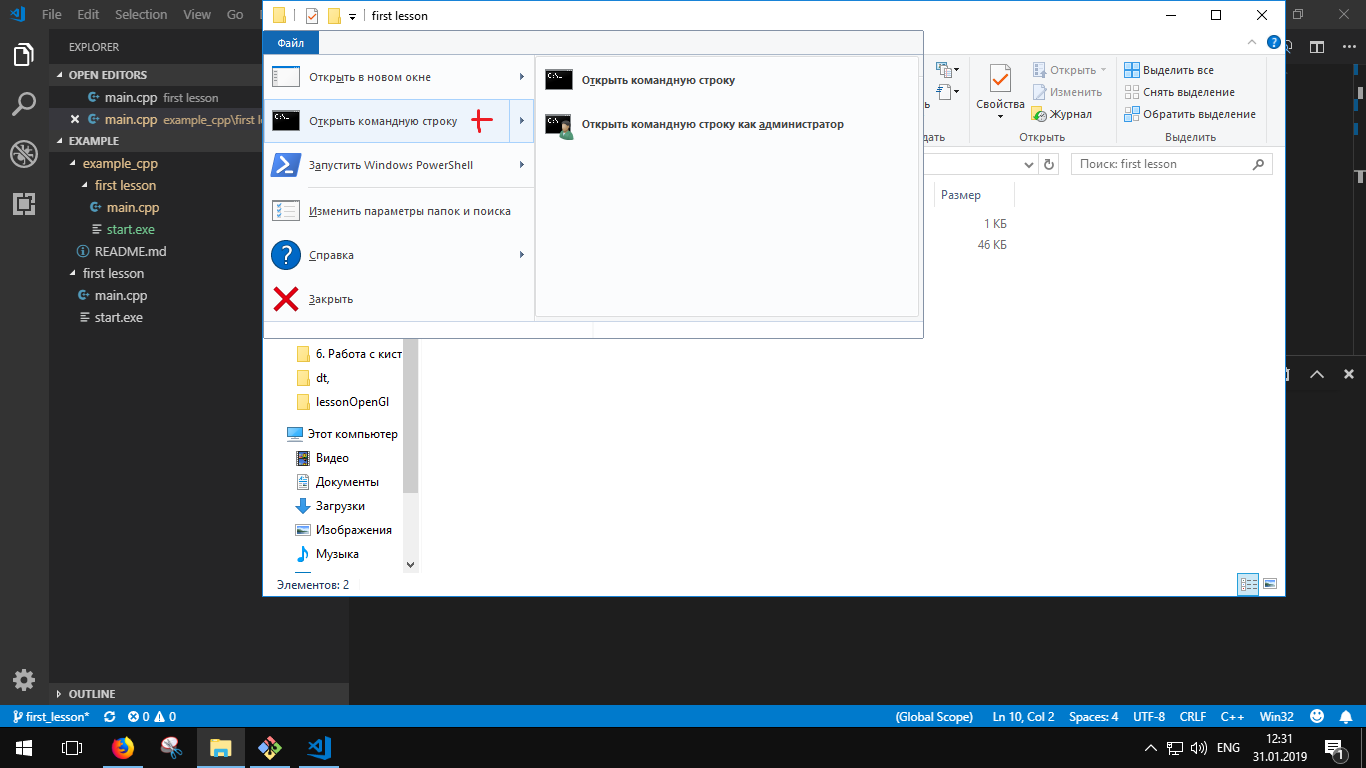 File Edit Selection View Go
first lesson
Файл
EXPLORER
OPEN EDITORS
main.cpp first lesson
main.cpp example_cpp\first
EXAMPLE
example_cpp
first lesson
main.cpp
start.exe
README.md
first lesson
main.cpp
start.exe
OUTLINE
Открыть в новом окне
Открыть командную строку
Запустить Windows PowerShell
Изменить параметры папок и поиска
Справка
Закрыть
Открыть командную строку
Открыть командную строку как администратор
Свойства
Открыть
Изменить
Журнал
Открыть
Выделить все
Снять выделение
Обратить выделение
Выделить
Поиск: first lesson
Размер
1 КБ
46 КБ
6. Работа с кист
dt,
lessonOpenGl
Этот компьютер
Видео
Документы
Загрузки
Изображения
Музыка
Элементов: 2
first_lesson* 0 0 (Global Scope) Ln 10, Col 2 Spaces: 4 UTF-8 CRLF C++ Win32
ENG
12:31
31.01.2019
1